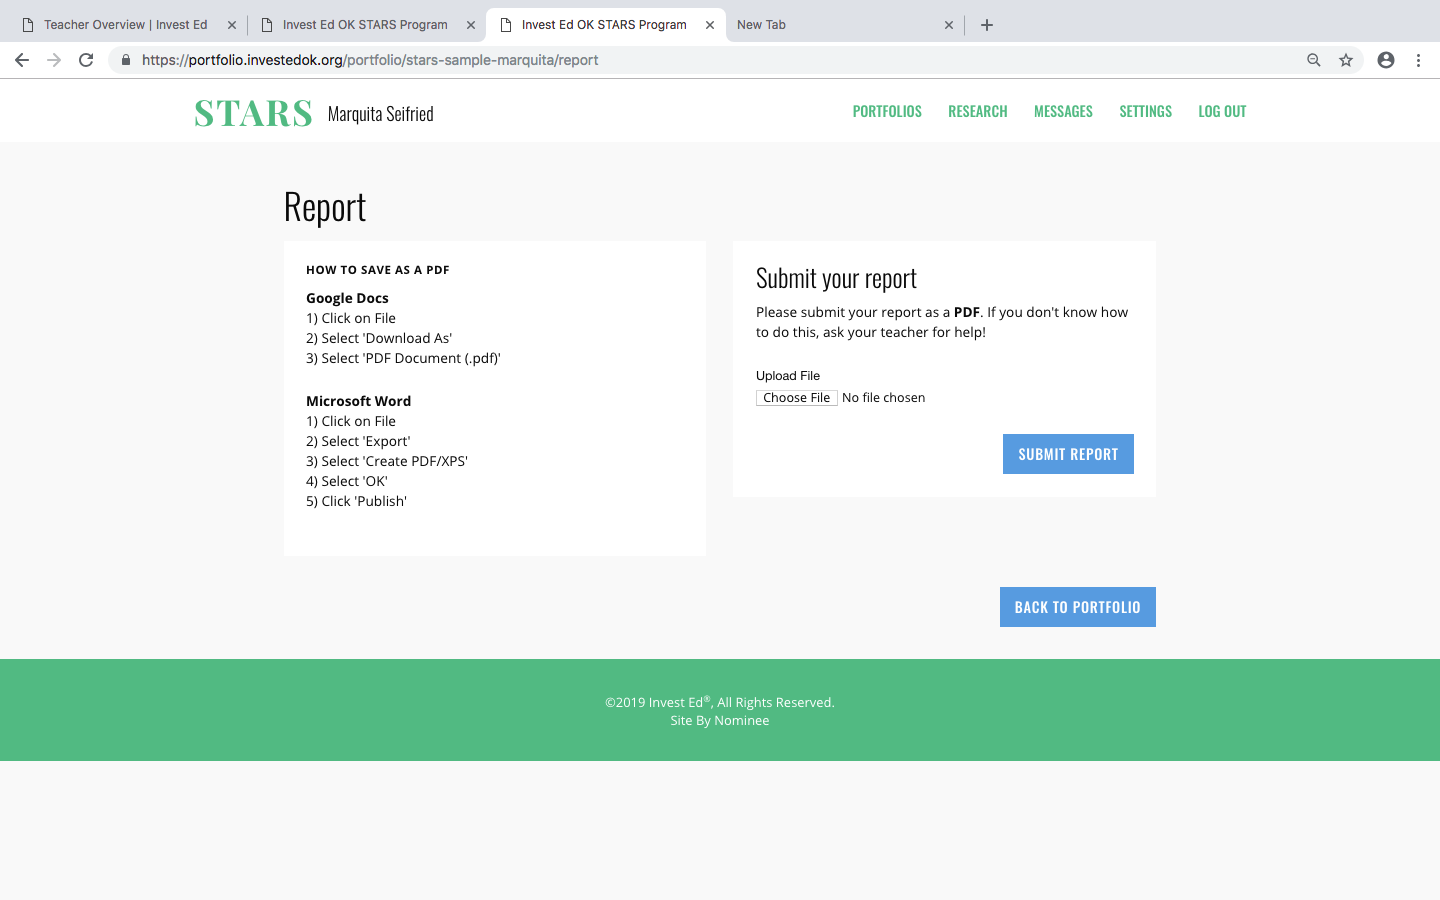 Teacher Overview | Invest Ed
Invest Ed OK STARS Program
Invest Ed OK STARS Program
New Tab
https://portfolio.investedok.org/portfolio/stars-sample-marquita/report
STARS Marquita Seifried
PORTFOLIOS RESEARCH MESSAGES SETTINGS LOG OUT
Report
HOW TO SAVE AS A PDF
Google Docs
1) Click on File
2) Select 'Download As'
3) Select 'PDF Document (.pdf)'
Microsoft Word
1) Click on File
2) Select 'Export'
3) Select 'Create PDF/XPS'
4) Select 'OK'
5) Click 'Publish'
Submit your report
Please submit your report as a PDF. If you don't know how
to do this, ask your teacher for help!
Upload File
Choose File No file chosen
SUBMIT REPORT
BACK TO PORTFOLIO
©2019 Invest Ed®, All Rights Reserved.
Site By Nominee